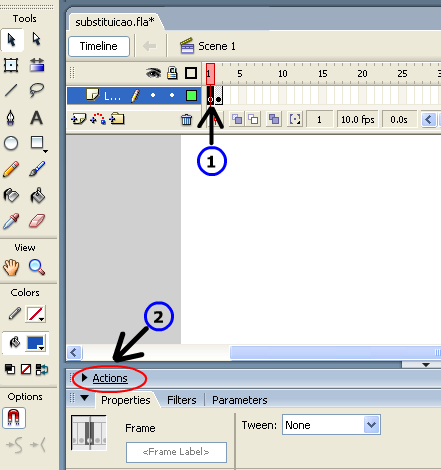 Tools
substituicao.fla*
Timeline
Scene 1
1 5 10 15 20 25 30
L...
1 10.0 fps 0.0s
1
View
Colors
2
Actions
Properties Filters Parameters
Options
Frame
Tween: None
<Frame Label>